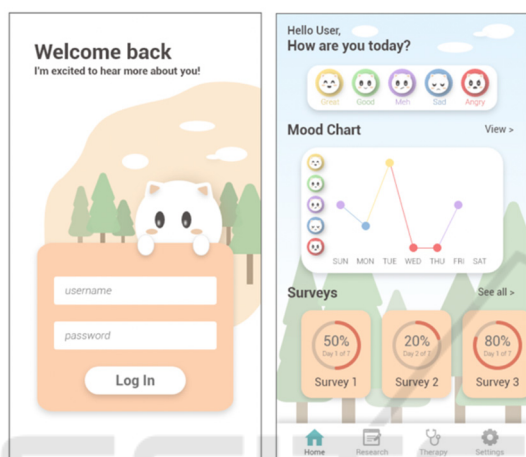 Welcome back
I'm excited to hear more about you!
username
password
Log In
Hello User,
How are you today?
Great Good Meh Sad Angry
Mood Chart View >
SUN MON TUE WED THU FRI SAT
Surveys See all >
50% 20% 80%
Day 1 of 7 Day 2 of 7 Day 1 of 7
Survey 1 Survey 2 Survey 3
Home Research Therapy Settings